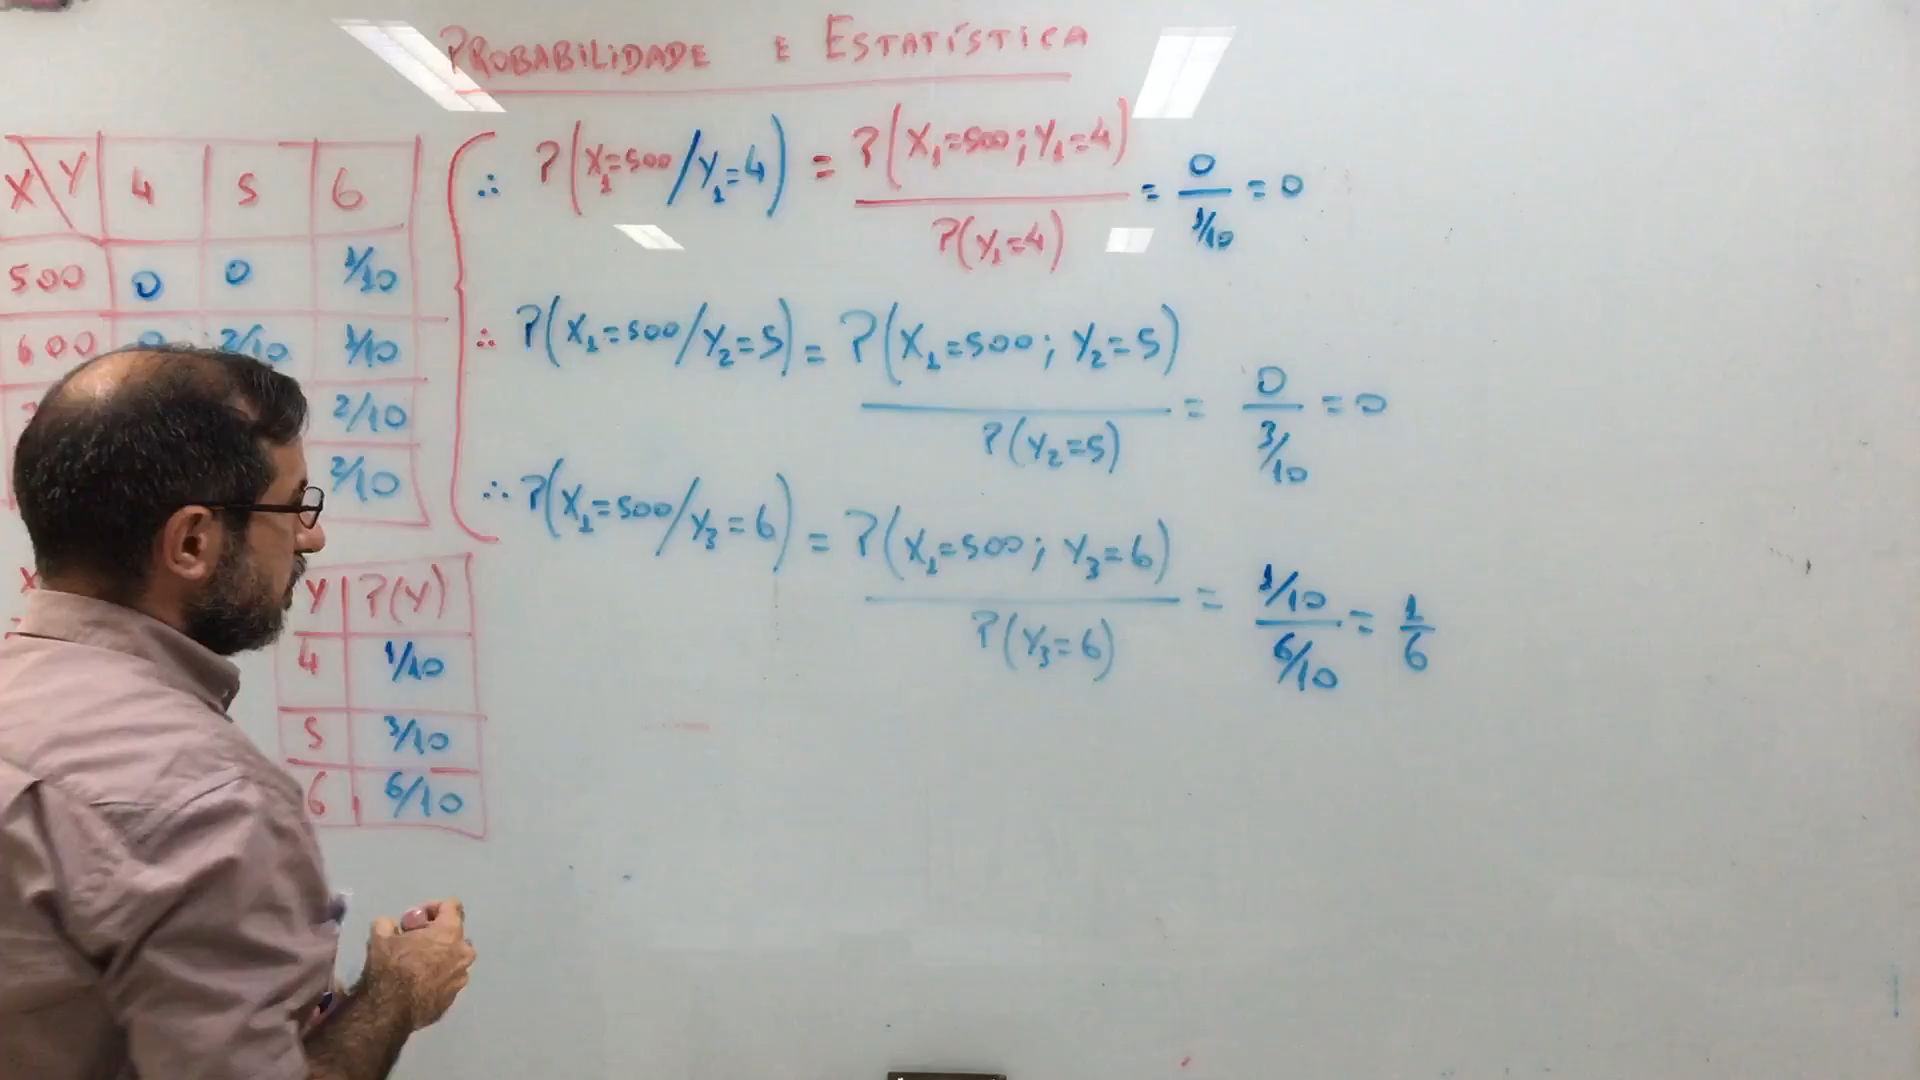 PROBABILIDADE E ESTATÍSTICA
X Y 4 5 6
500 0 0 1/10
600 2/10 1/10
2/10
2/10
∴ P(X₁=500/Y₁=4) = P(X₁=500; Y₁=4) / P(Y₁=4) = 0 / 1/10 = 0
∴ P(X₁=500/Y₂=5) = P(X₁=500; Y₂=5) / P(Y₂=5) = 0 / 3/10 = 0
∴ P(X₁=500/Y₃=6) = P(X₁=500; Y₃=6) / P(Y₃=6) = 1/10 / 6/10 = 1/6
Y P(Y)
4 1/10
5 3/10
6 6/10